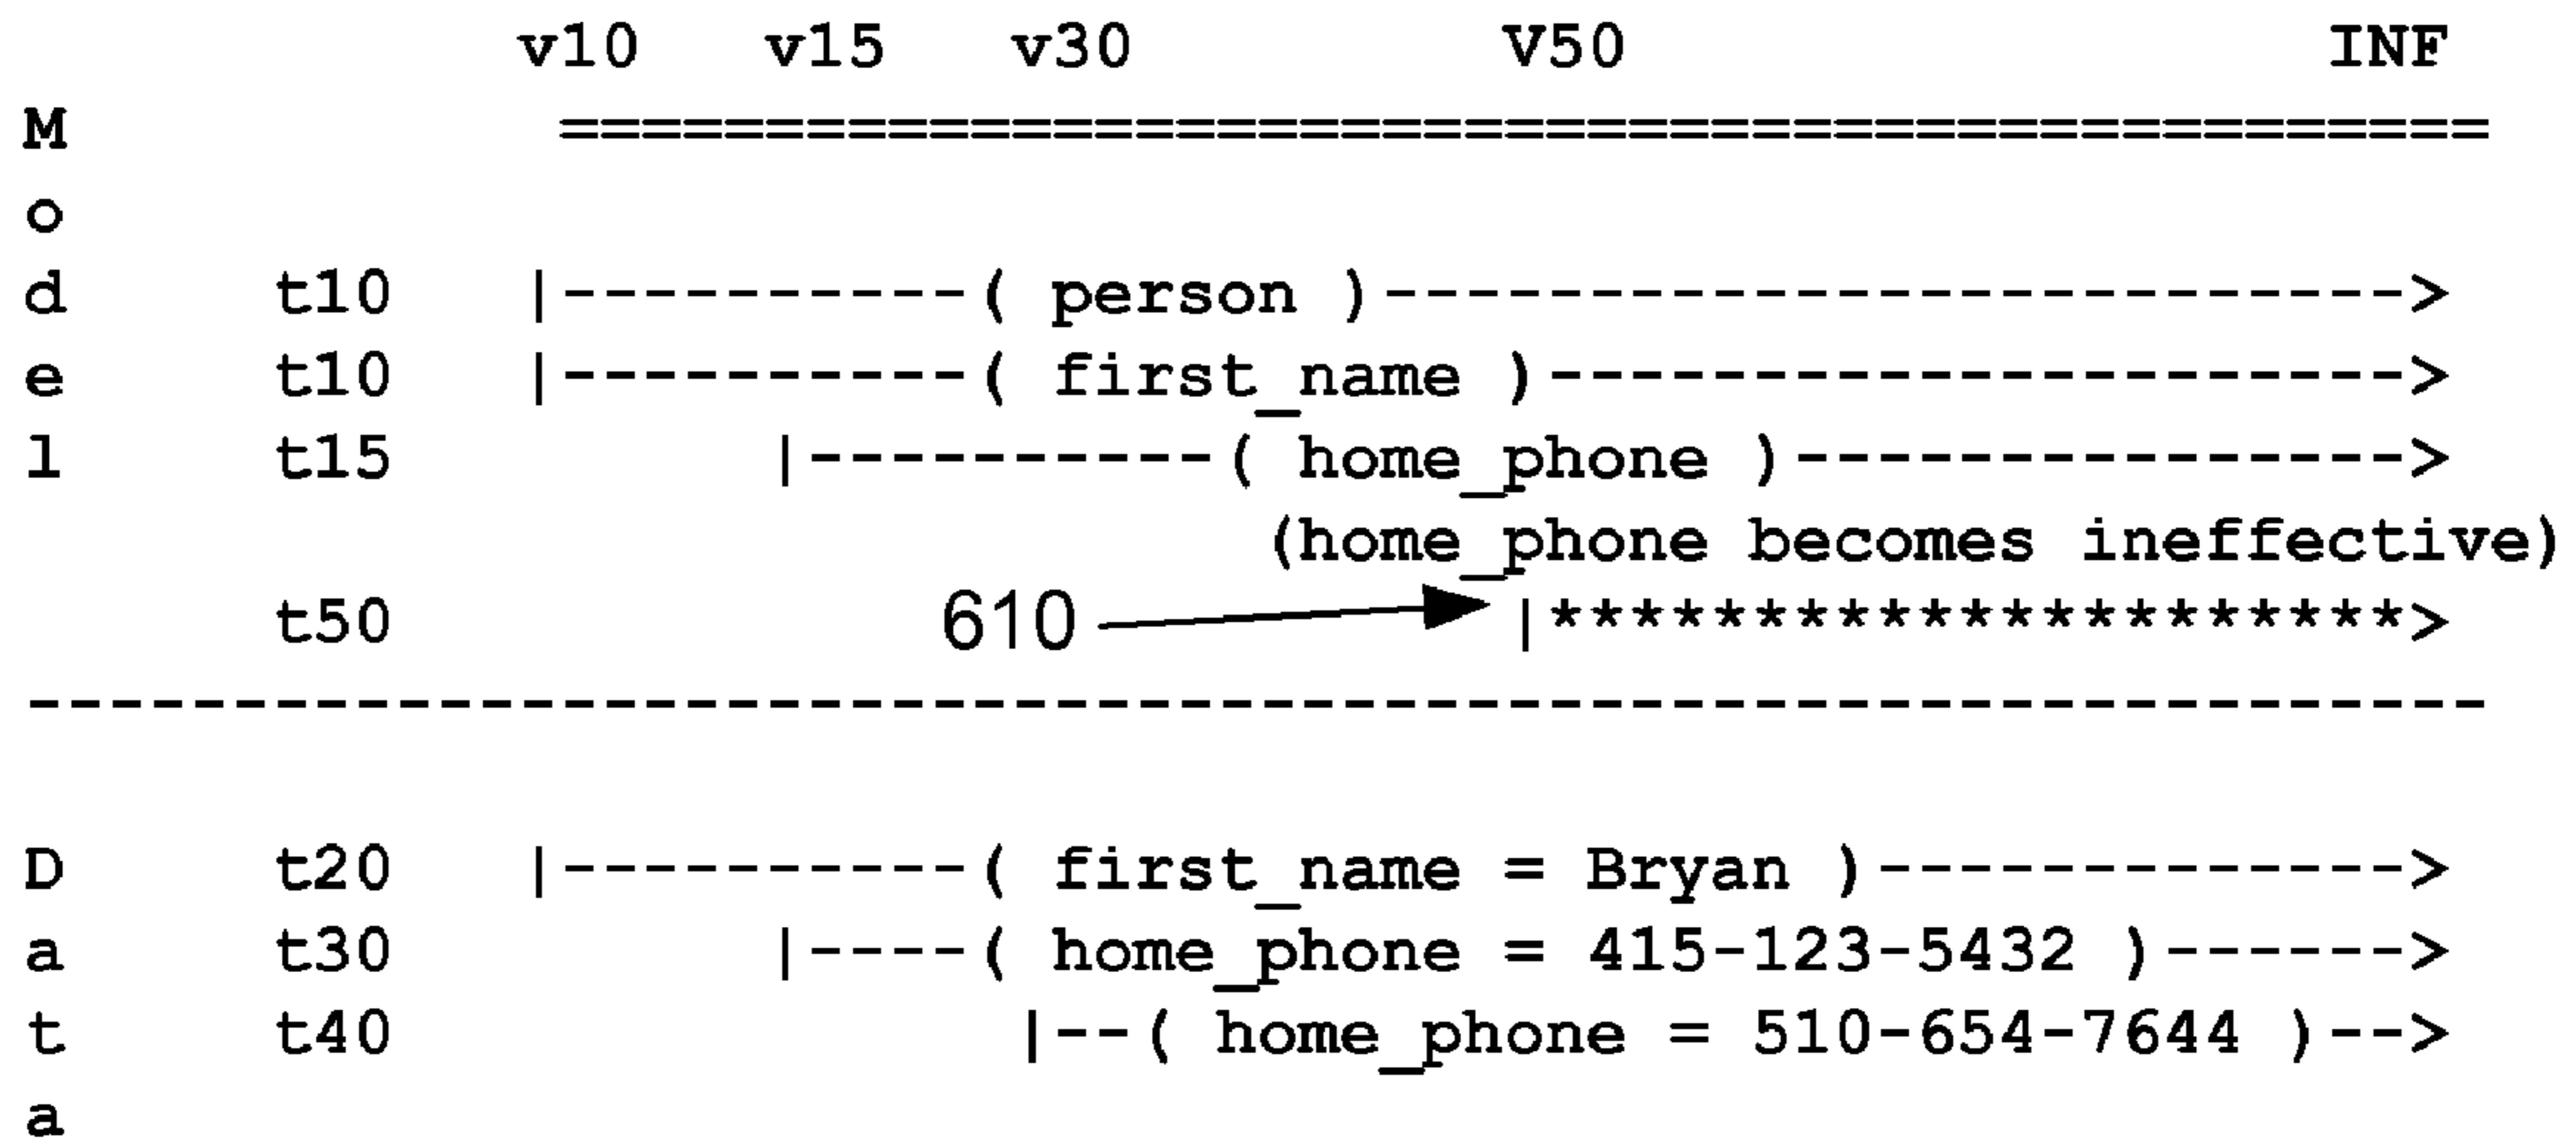 v10 v15 v30 V50 INF
M ===============================================
o
d t10 |----------( person )------------------------->
e t10 |----------( first_name )--------------------->
l t15 |----------( home_phone )--------------->
(home_phone becomes ineffective)
t50 610 |*********************>
------------------------------------------------------------
D t20 |----------( first_name = Bryan )------------->
a t30 |----( home_phone = 415-123-5432 )------>
t t40 |--( home_phone = 510-654-7644 )-->
a